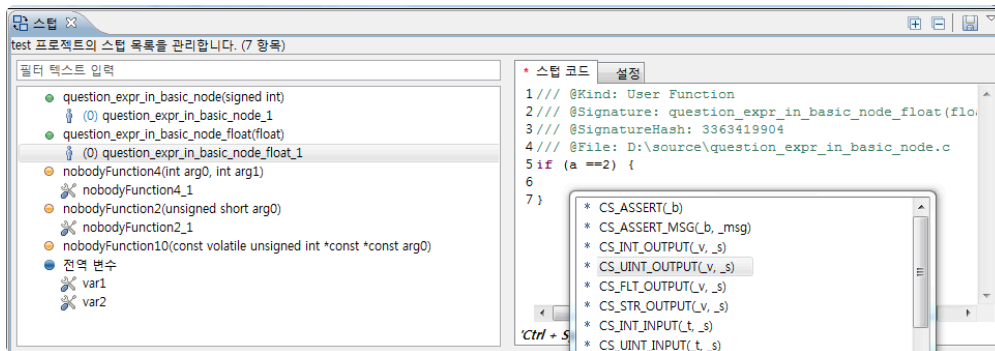 스텁
test 프로젝트의 스텁 목록을 관리합니다. (7 항목)
필터 텍스트 입력
question_expr_in_basic_node(signed int)
(0) question_expr_in_basic_node_1
question_expr_in_basic_node_float(float)
(0) question_expr_in_basic_node_float_1
nobodyFunction4(int arg0, int arg1)
nobodyFunction4_1
nobodyFunction2(unsigned short arg0)
nobodyFunction2_1
nobodyFunction10(const volatile unsigned int *const *const arg0)
전역 변수
var1
var2
* 스텁 코드 설정
1 /// @Kind: User Function
2 /// @Signature: question_expr_in_basic_node_float(floa
3 /// @SignatureHash: 3363419904
4 /// @File: D:\source\question_expr_in_basic_node.c
5 if (a ==2) {
6
7 }
* CS_ASSERT(_b)
* CS_ASSERT_MSG(_b, _msg)
* CS_INT_OUTPUT(_v, _s)
* CS_UINT_OUTPUT(_v, _s)
* CS_FLT_OUTPUT(_v, _s)
* CS_STR_OUTPUT(_v, _s)
* CS_INT_INPUT(_t, _s)
* CS_UINT_INPUT(_t, _s)
'Ctrl + S